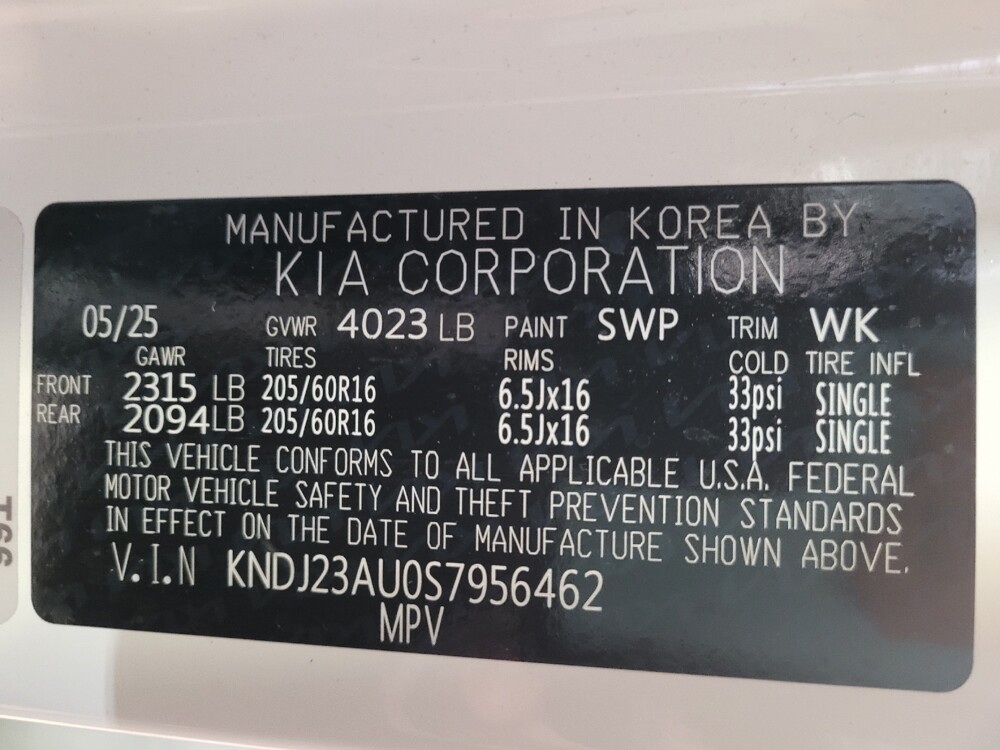 MANUFACTURED IN KOREA BY
KIA CORPORATION
05/25 GVWR 4023 LB PAINT SWP TRIM WK
GAWR TIRES RIMS COLD TIRE INFL
FRONT 2315 LB 205/60R16 6.5Jx16 33psi SINGLE
REAR 2094 LB 205/60R16 6.5Jx16 33psi SINGLE
THIS VEHICLE CONFORMS TO ALL APPLICABLE U.S.A. FEDERAL
MOTOR VEHICLE SAFETY AND THEFT PREVENTION STANDARDS
IN EFFECT ON THE DATE OF MANUFACTURE SHOWN ABOVE.
V.I.N KNDJ23AU0S7956462
MPV